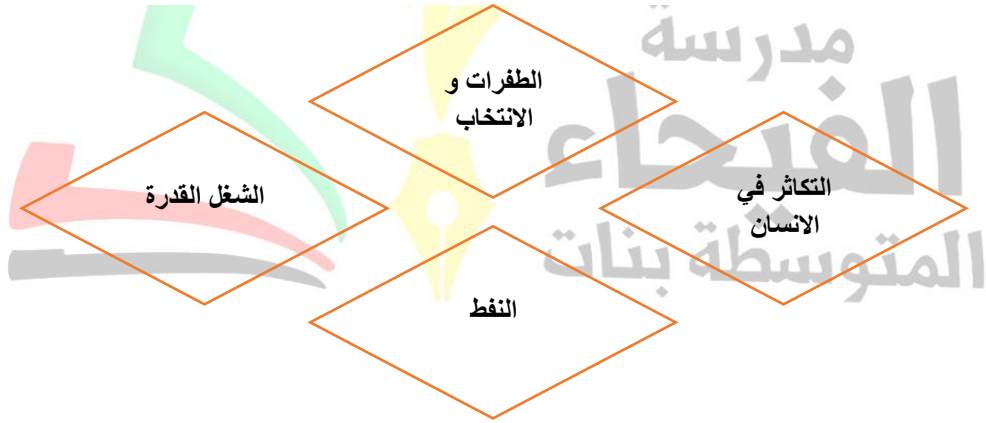 مدرسة
الفيحاء
المتوسطة بنات
الطفرات و
الانتخاب
التكاثر في
الانسان
الشغل القدرة
النفط